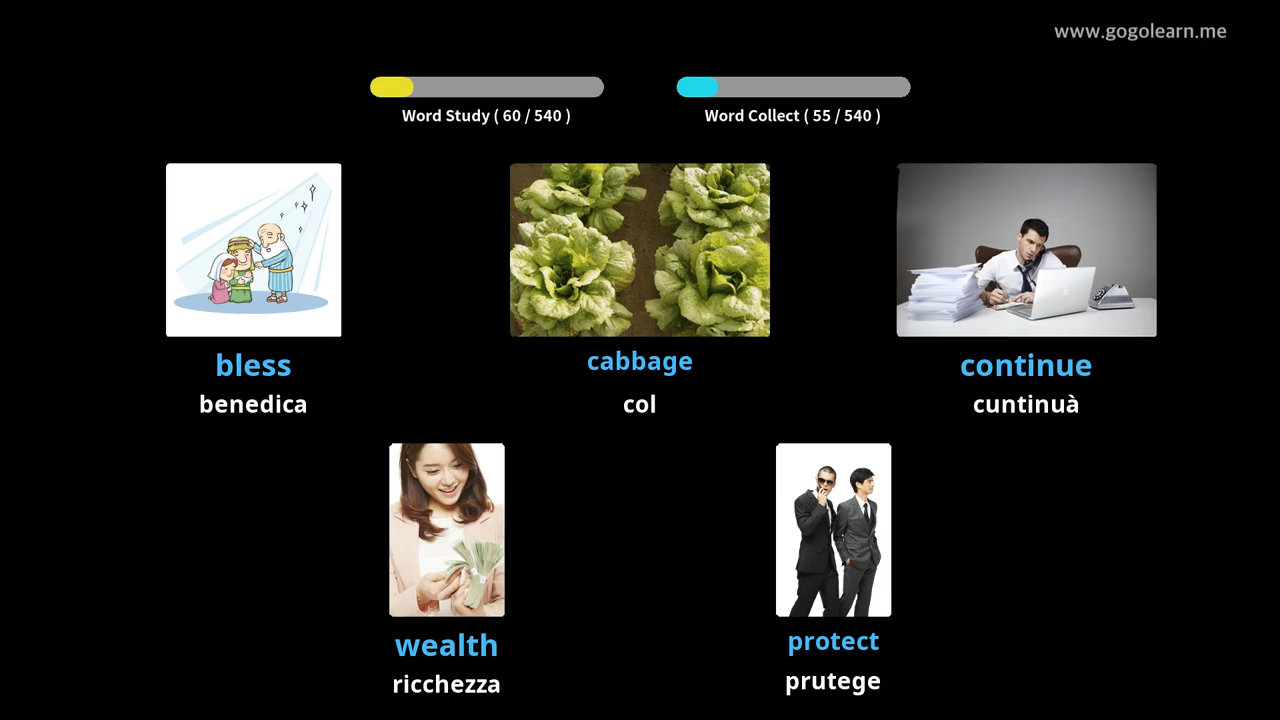 www.gogolearn.me
Word Study ( 60 / 540 )
Word Collect ( 55 / 540 )
bless
benedica
cabbage
col
continue
cuntinuà
wealth
ricchezza
protect
prutege